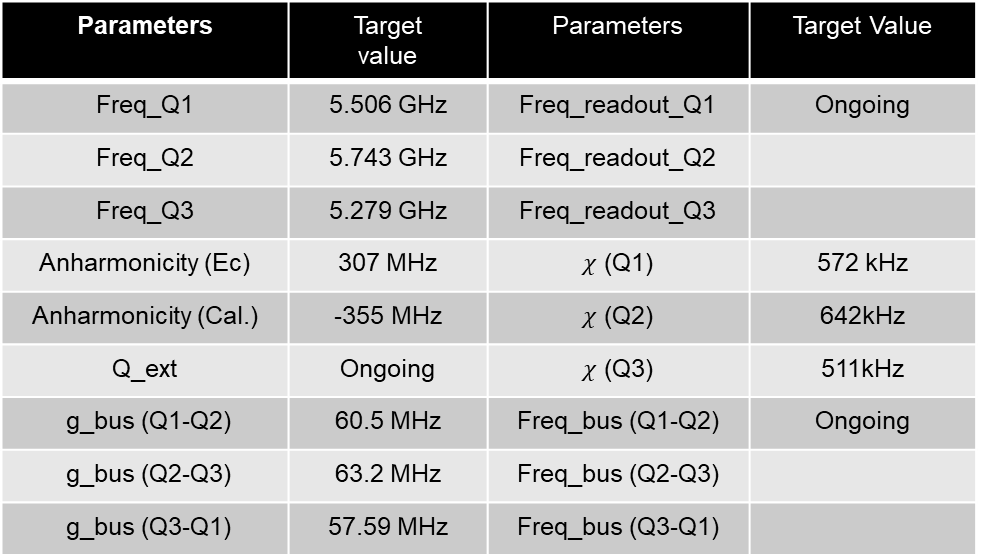 Parameters Target value Parameters Target Value
Freq_Q1 5.506 GHz Freq_readout_Q1 Ongoing
Freq_Q2 5.743 GHz Freq_readout_Q2
Freq_Q3 5.279 GHz Freq_readout_Q3
Anharmonicity (Ec) 307 MHz 𝜒 (Q1) 572 kHz
Anharmonicity (Cal.) -355 MHz 𝜒 (Q2) 642kHz
Q_ext Ongoing 𝜒 (Q3) 511kHz
g_bus (Q1-Q2) 60.5 MHz Freq_bus (Q1-Q2) Ongoing
g_bus (Q2-Q3) 63.2 MHz Freq_bus (Q2-Q3)
g_bus (Q3-Q1) 57.59 MHz Freq_bus (Q3-Q1)